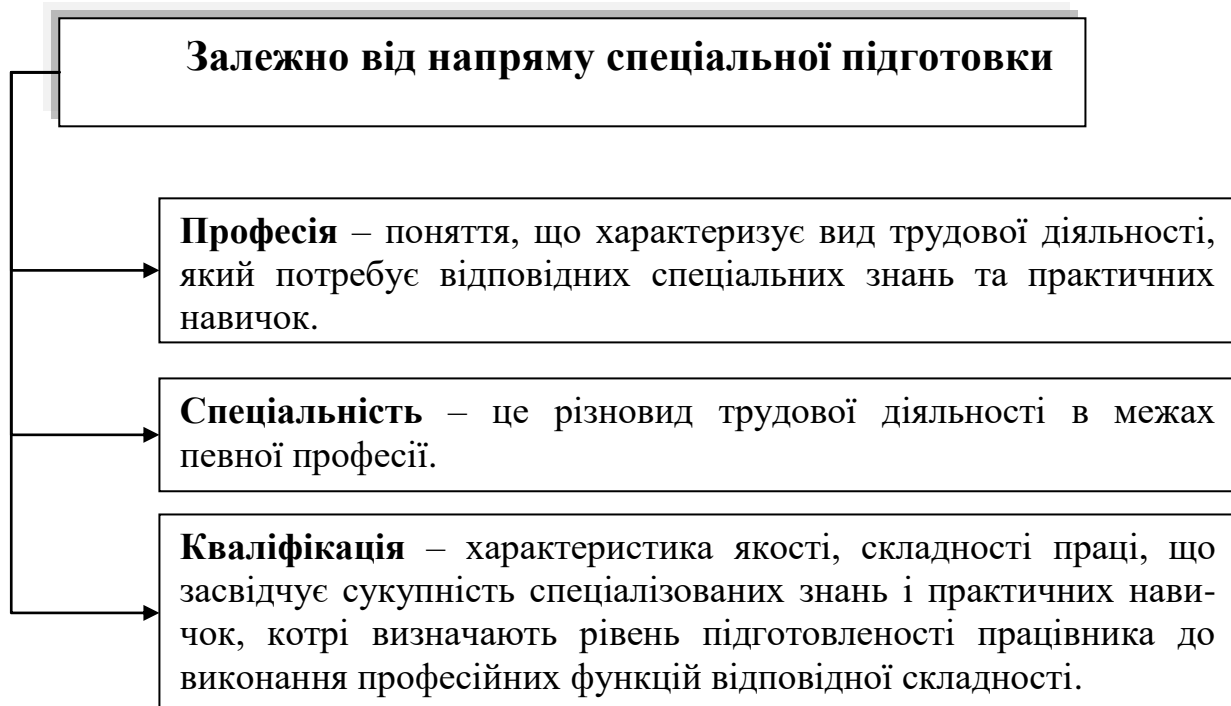 Залежно від напряму спеціальної підготовки
Професія – поняття, що характеризує вид трудової діяльності,
який потребує відповідних спеціальних знань та практичних
навичок.
Спеціальність – це різновид трудової діяльності в межах
певної професії.
Кваліфікація – характеристика якості, складності праці, що
засвідчує сукупність спеціалізованих знань і практичних нави-
чок, котрі визначають рівень підготовленості працівника до
виконання професійних функцій відповідної складності.